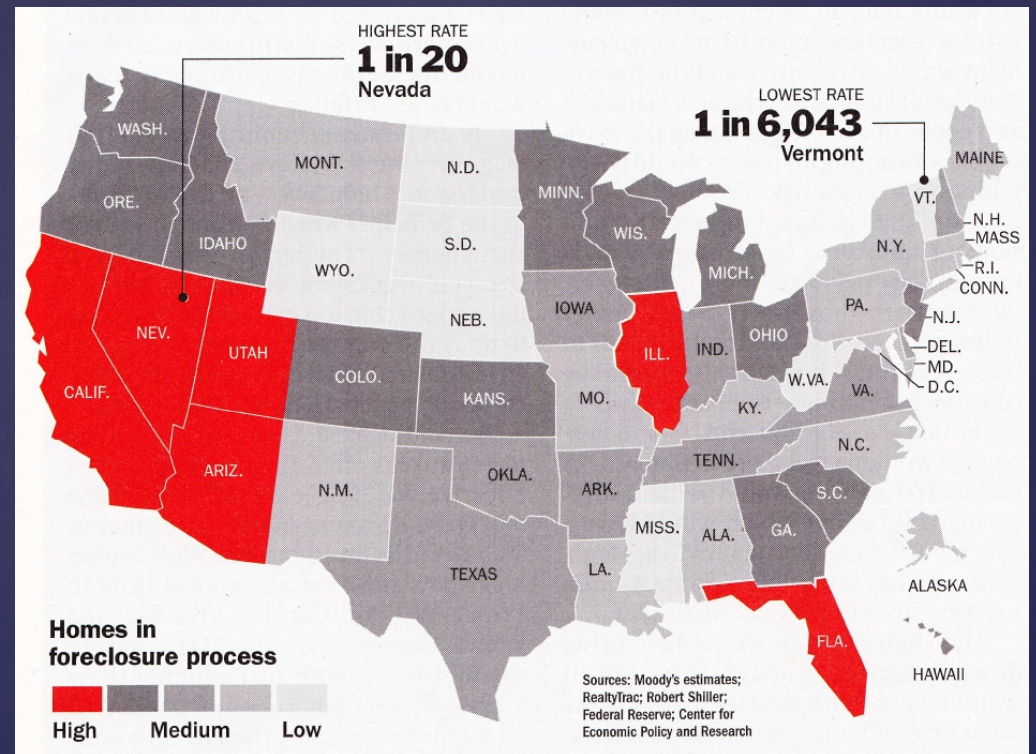 HIGHEST RATE
1 in 20
Nevada
LOWEST RATE
1 in 6,043
Vermont
WASH.
MONT.
N.D.
MINN.
MAINE
VT.
ORE.
IDAHO
S.D.
WIS.
MICH.
N.Y.
N.H.
MASS
R.I.
CONN.
WYO.
IOWA
PA.
N.J.
NEV.
UTAH
NEB.
ILL.
IND.
OHIO
DEL.
MD.
D.C.
CALIF.
COLO.
KANS.
MO.
KY.
W.VA.
VA.
ARIZ.
N.M.
OKLA.
ARK.
TENN.
N.C.
S.C.
TEXAS
LA.
MISS.
ALA.
GA.
ALASKA
FLA.
HAWAII
Homes in
foreclosure process
High Medium Low
Sources: Moody's estimates;
RealtyTrac; Robert Shiller;
Federal Reserve; Center for
Economic Policy and Research